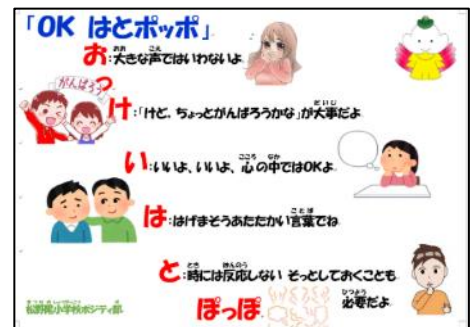 「OK はとポッポ」
お:大きな声ではいわないよ
っ
がんばろう
け:「けど、ちょっとがんばろうかな」が大事だよ
い:いいよ、いいよ、心の中ではOKよ
は:はげまそうあたたかい言葉でね
と:時には反応しない そっとしておくことも
ぽっぽ 必要だよ
小学校ポジティ部